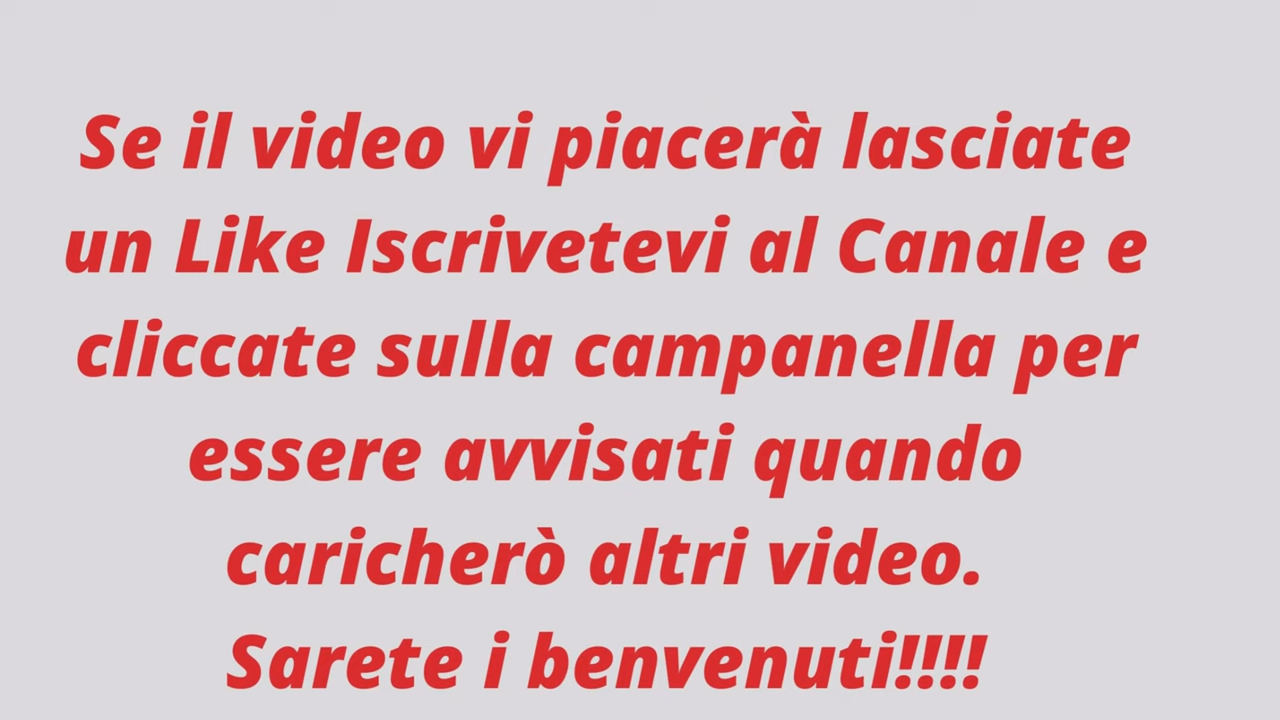 Se il video vi piacerà lasciate
un Like Iscrivetevi al Canale e
cliccate sulla campanella per
essere avvisati quando
caricherò altri video.
Sarete i benvenuti!!!!